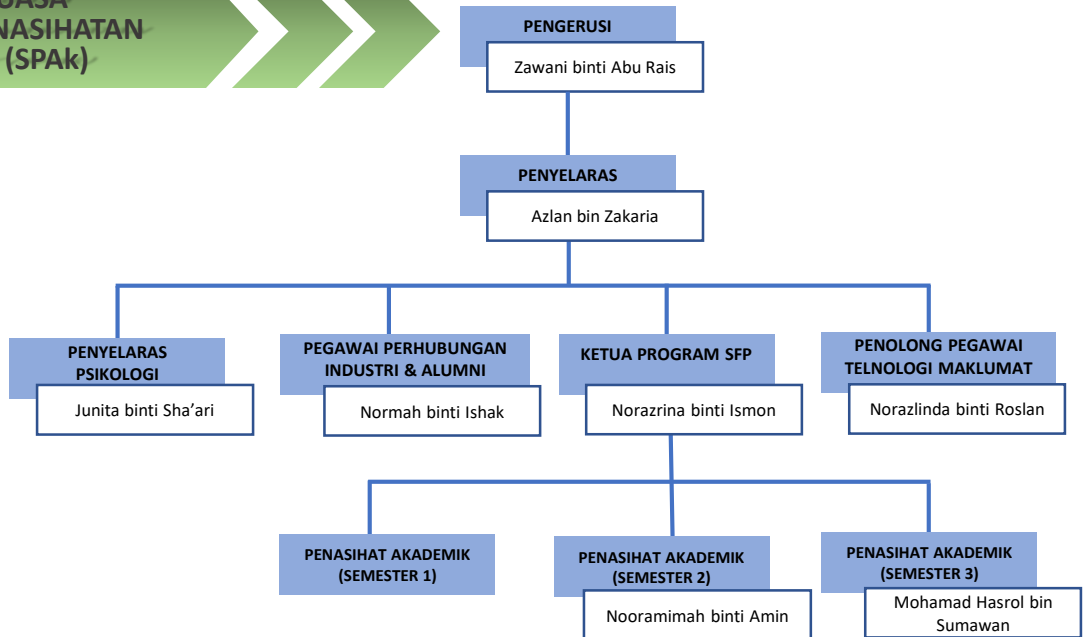 (SPAk)
PENGERUSI
Zawani binti Abu Rais
PENYELARAS
Azlan bin Zakaria
PENYELARAS
PSIKOLOGI
Junita binti Sha’ari
PEGAWAI PERHUBUNGAN
INDUSTRI & ALUMNI
Normah binti Ishak
KETUA PROGRAM SFP
Norazrina binti Ismon
PENOLONG PEGAWAI
TELNOLOGI MAKLUMAT
Norazlinda binti Roslan
PENASIHAT AKADEMIK
(SEMESTER 1)
PENASIHAT AKADEMIK
(SEMESTER 2)
Nooramimah binti Amin
PENASIHAT AKADEMIK
(SEMESTER 3)
Mohamad Hasrol bin
Sumawan